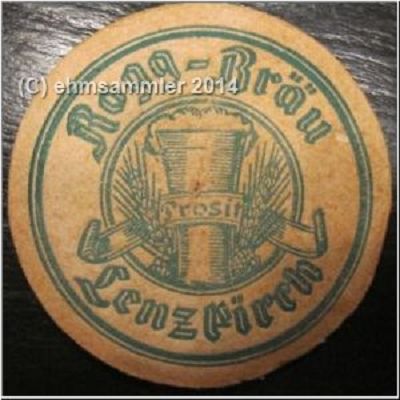 (C) ehmsammler 2014
Rogg-Bräu
Prosit
Lenzkirch